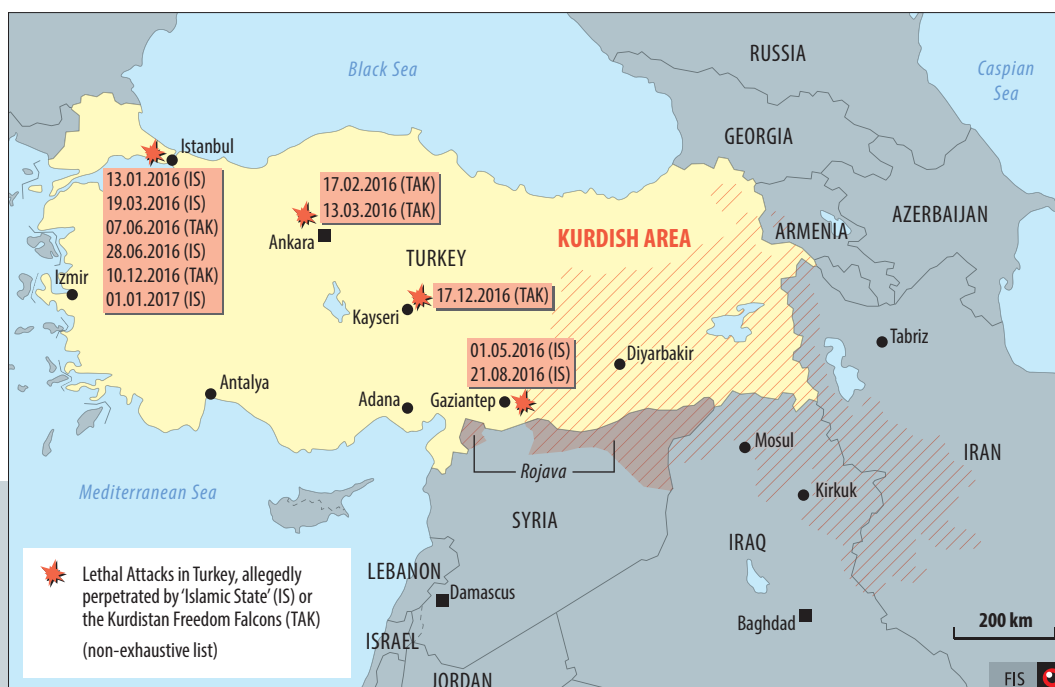 RUSSIA
Black Sea
Caspian
Sea
GEORGIA
Istanbul
13.01.2016 (IS)
19.03.2016 (IS)
07.06.2016 (TAK)
28.06.2016 (IS)
10.12.2016 (TAK)
01.01.2017 (IS)
17.02.2016 (TAK)
13.03.2016 (TAK)
Ankara
TURKEY
KURDISH AREA
ARMENIA
AZERBAIJAN
Izmir
17.12.2016 (TAK)
Kayseri
Tabriz
01.05.2016 (IS)
21.08.2016 (IS)
Diyarbakir
Antalya
Adana
Gaziantep
Mosul
IRAN
Rojava
Kirkuk
Mediterranean Sea
SYRIA
IRAQ
LEBANON
Damascus
Baghdad
ISRAEL
JORDAN
Lethal Attacks in Turkey, allegedly
perpetrated by 'Islamic State' (IS) or
the Kurdistan Freedom Falcons (TAK)
(non-exhaustive list)
200 km
FIS